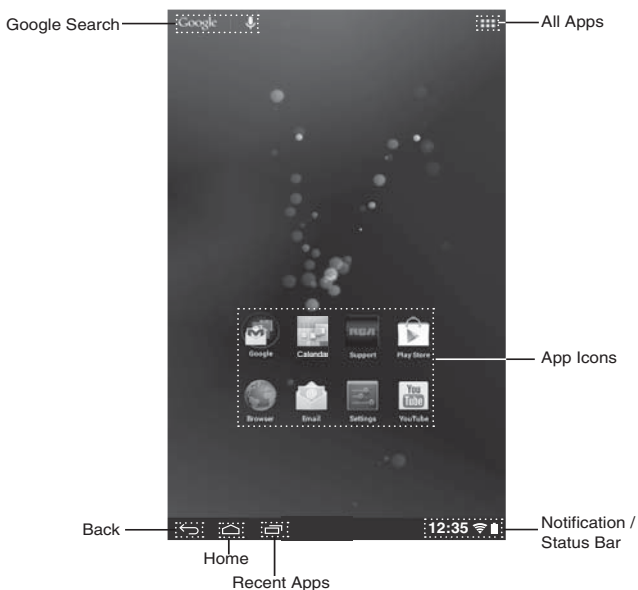 Google Search
Google
All Apps
Google
Calandar
RCA
Support
Play Store
App Icons
Browser
Email
Settings
You
Tube
YouTube
Back
12:35
Notification /
Status Bar
Home
Recent Apps